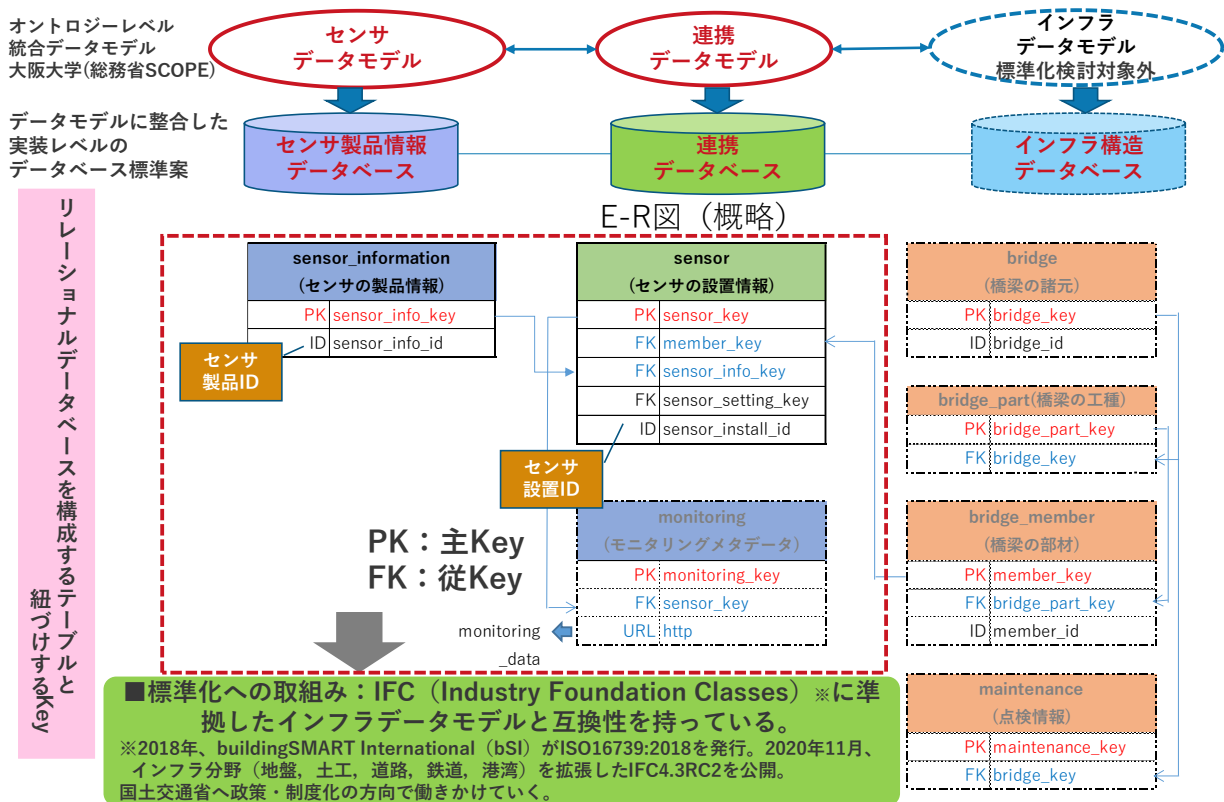 オントロジーレベル
統合データモデル
大阪大学(総務省SCOPE)
センサ
データモデル
連携
データモデル
インフラ
データモデル
標準化検討対象外
データモデルに整合した
実装レベルの
データベース標準案
センサ製品情報
データベース
連携
データベース
インフラ構造
データベース
リレーショナルデータベースを構成するテーブルと
紐づけするKey
E-R図（概略）
sensor_information
（センサの製品情報）
PK sensor_info_key
ID sensor_info_id
センサ
製品ID
sensor
（センサの設置情報）
PK sensor_key
FK member_key
FK sensor_info_key
FK sensor_setting_key
ID sensor_install_id
センサ
設置ID
monitoring
（モニタリングメタデータ）
PK monitoring_key
FK sensor_key
URL http
monitoring
_data
PK：主Key
FK：従Key
bridge
（橋梁の諸元）
PK bridge_key
ID bridge_id
bridge_part(橋梁の工種）
PK bridge_part_key
FK bridge_key
bridge_member
（橋梁の部材）
PK member_key
FK bridge_part_key
ID member_id
maintenance
（点検情報）
PK maintenance_key
FK bridge_key
■標準化への取組み：IFC（Industry Foundation Classes）※に準
拠したインフラデータモデルと互換性を持っている。
※2018年、buildingSMART International（bSI）がISO16739:2018を発行。2020年11月、
インフラ分野（地盤，土工，道路，鉄道，港湾）を拡張したIFC4.3RC2を公開。
国土交通省へ政策・制度化の方向で働きかけていく。